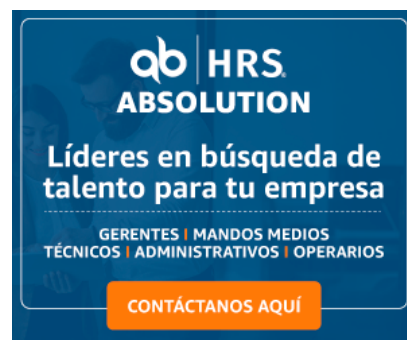 ab | HRS.
ABSOLUTION
Líderes en búsqueda de
talento para tu empresa
GERENTES I MANDOS MEDIOS
TÉCNICOS I ADMINISTRATIVOS I OPERARIOS
CONTÁCTANOS AQUÍ